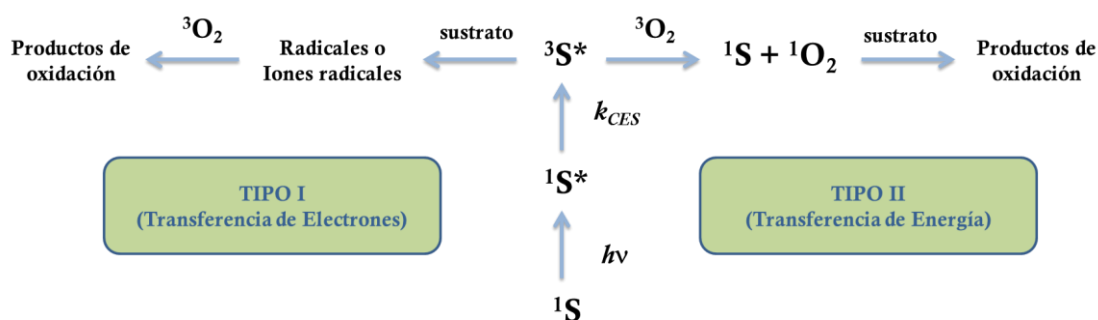 ³O₂ sustrato ³S* ³O₂ ¹S + ¹O₂ sustrato
Productos de oxidación
Radicales o Iones radicales
Productos de oxidación
k_CES
¹S*
TIPO I
(Transferencia de Electrones)
TIPO II
(Transferencia de Energía)
hν
¹S